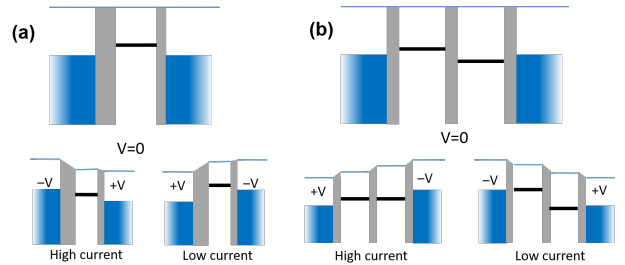 (a)
(b)
V=0
V=0
–V
+V
+V
–V
+V
–V
–V
+V
High current
Low current
High current
Low current